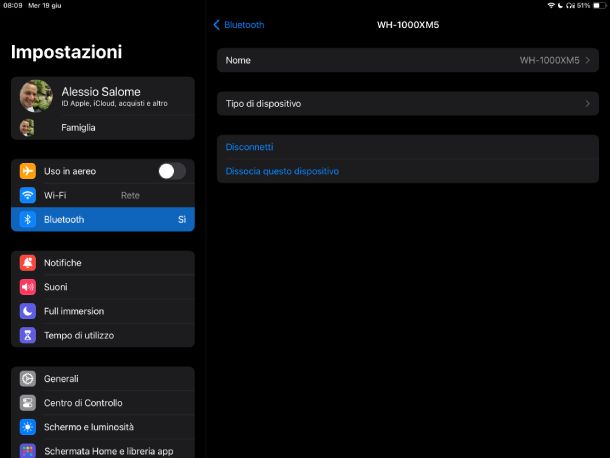 08:09 Mer 19 giu
51%
Impostazioni
Alessio Salome
ID Apple, iCloud, acquisti e altro
Famiglia
Uso in aereo
Wi-Fi Rete
Bluetooth Sì
Notifiche
Suoni
Full immersion
Tempo di utilizzo
Generali
Centro di Controllo
Schermo e luminosità
Schermata Home e libreria app
Bluetooth
WH-1000XM5
Nome WH-1000XM5
Tipo di dispositivo
Disconnetti
Dissocia questo dispositivo